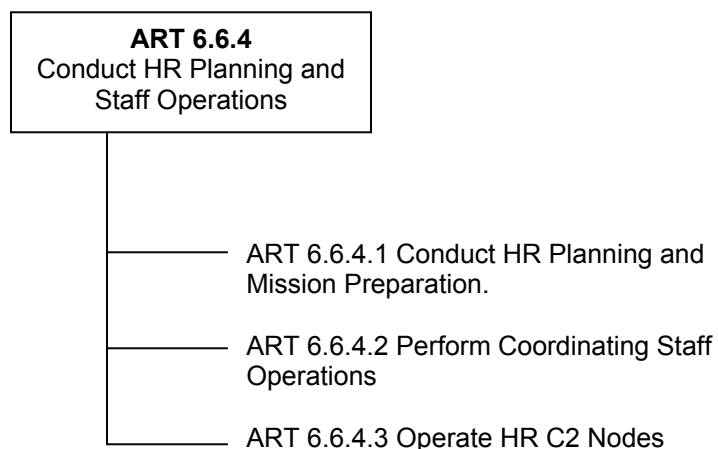 ART 6.6.4
Conduct HR Planning and
Staff Operations
ART 6.6.4.1 Conduct HR Planning and
Mission Preparation.
ART 6.6.4.2 Perform Coordinating Staff
Operations
ART 6.6.4.3 Operate HR C2 Nodes